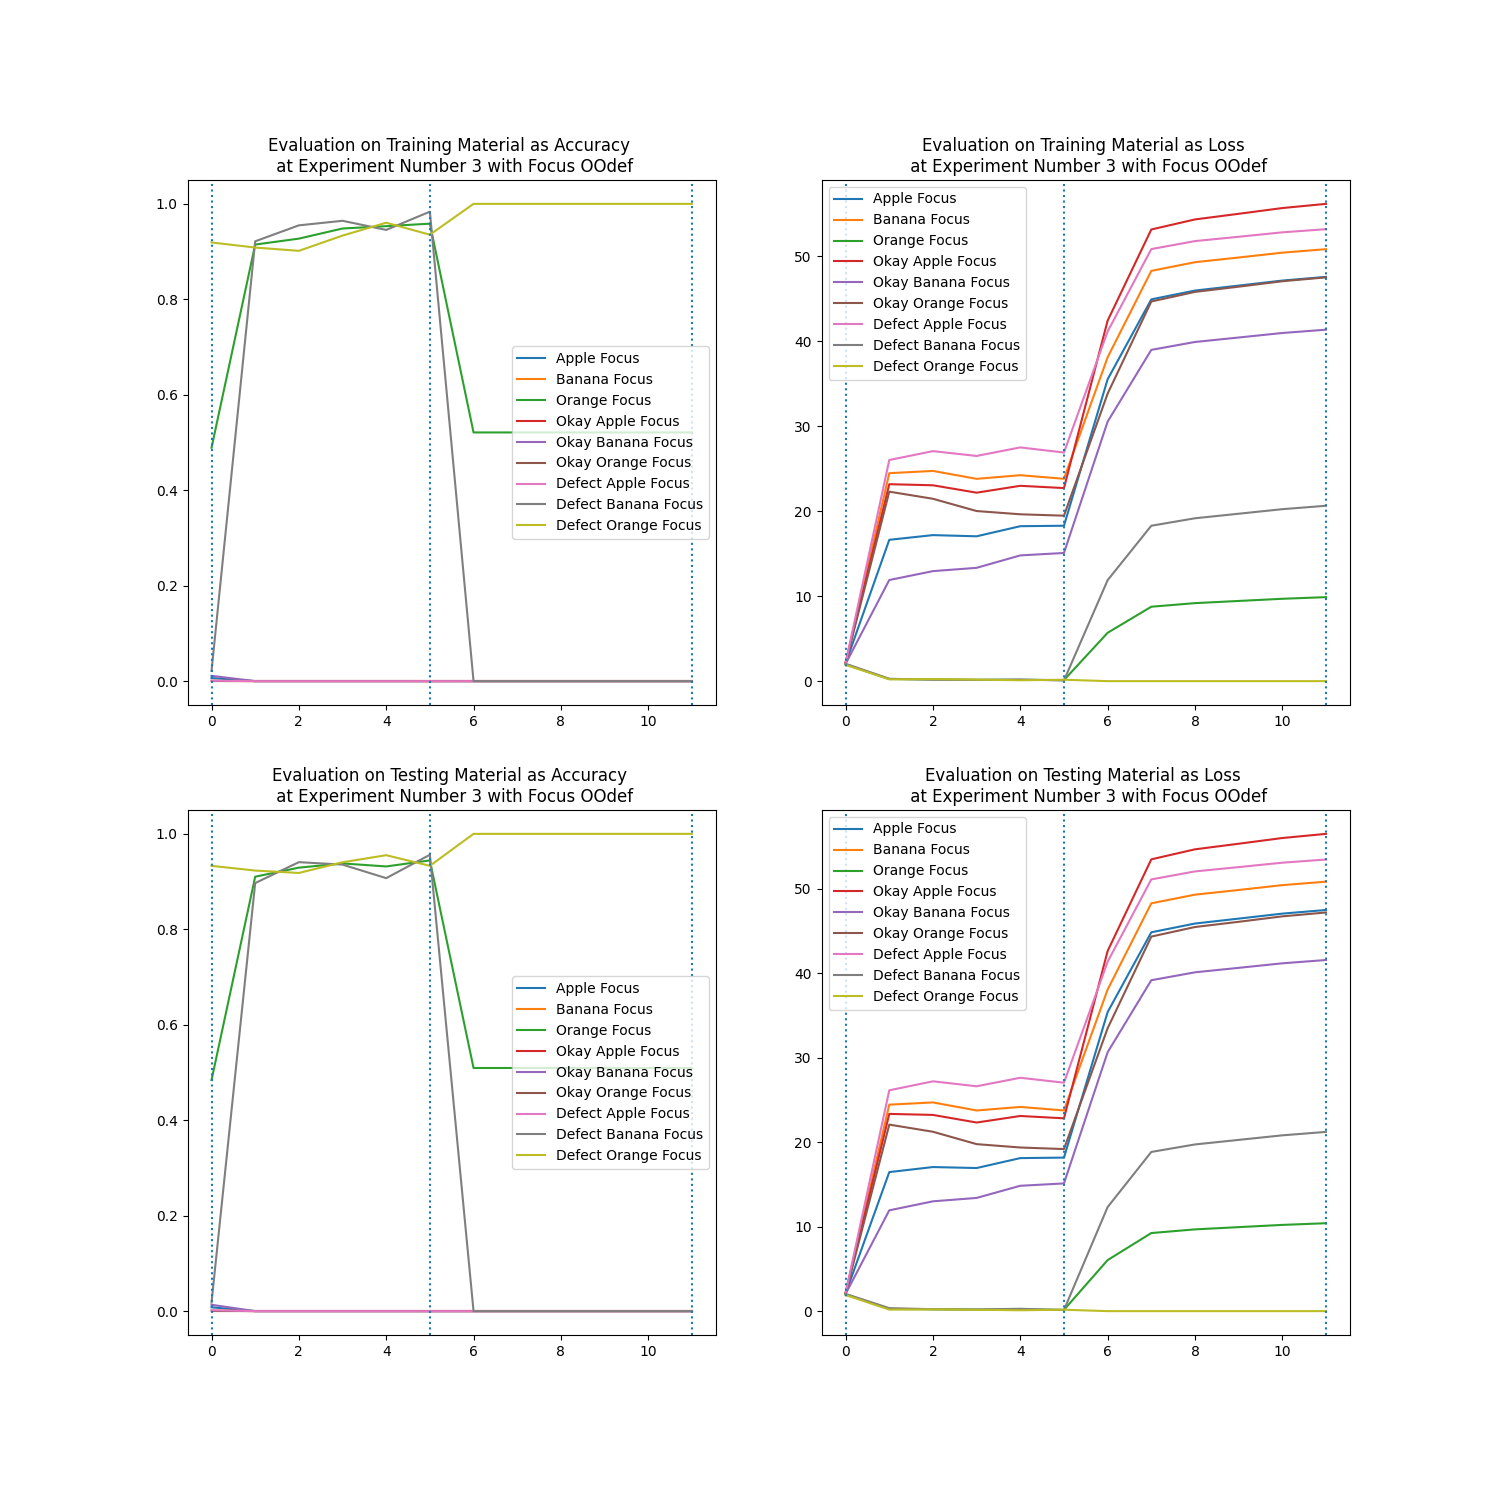 Evaluation on Training Material as Accuracy
at Experiment Number 3 with Focus OOdef
1.0
0.8
0.6
0.4
0.2
0.0
0 2 4 6 8 10
Apple Focus
Banana Focus
Orange Focus
Okay Apple Focus
Okay Banana Focus
Okay Orange Focus
Defect Apple Focus
Defect Banana Focus
Defect Orange Focus
Evaluation on Training Material as Loss
at Experiment Number 3 with Focus OOdef
50
40
30
20
10
0
0 2 4 6 8 10
Apple Focus
Banana Focus
Orange Focus
Okay Apple Focus
Okay Banana Focus
Okay Orange Focus
Defect Apple Focus
Defect Banana Focus
Defect Orange Focus
Evaluation on Testing Material as Accuracy
at Experiment Number 3 with Focus OOdef
1.0
0.8
0.6
0.4
0.2
0.0
0 2 4 6 8 10
Apple Focus
Banana Focus
Orange Focus
Okay Apple Focus
Okay Banana Focus
Okay Orange Focus
Defect Apple Focus
Defect Banana Focus
Defect Orange Focus
Evaluation on Testing Material as Loss
at Experiment Number 3 with Focus OOdef
50
40
30
20
10
0
0 2 4 6 8 10
Apple Focus
Banana Focus
Orange Focus
Okay Apple Focus
Okay Banana Focus
Okay Orange Focus
Defect Apple Focus
Defect Banana Focus
Defect Orange Focus